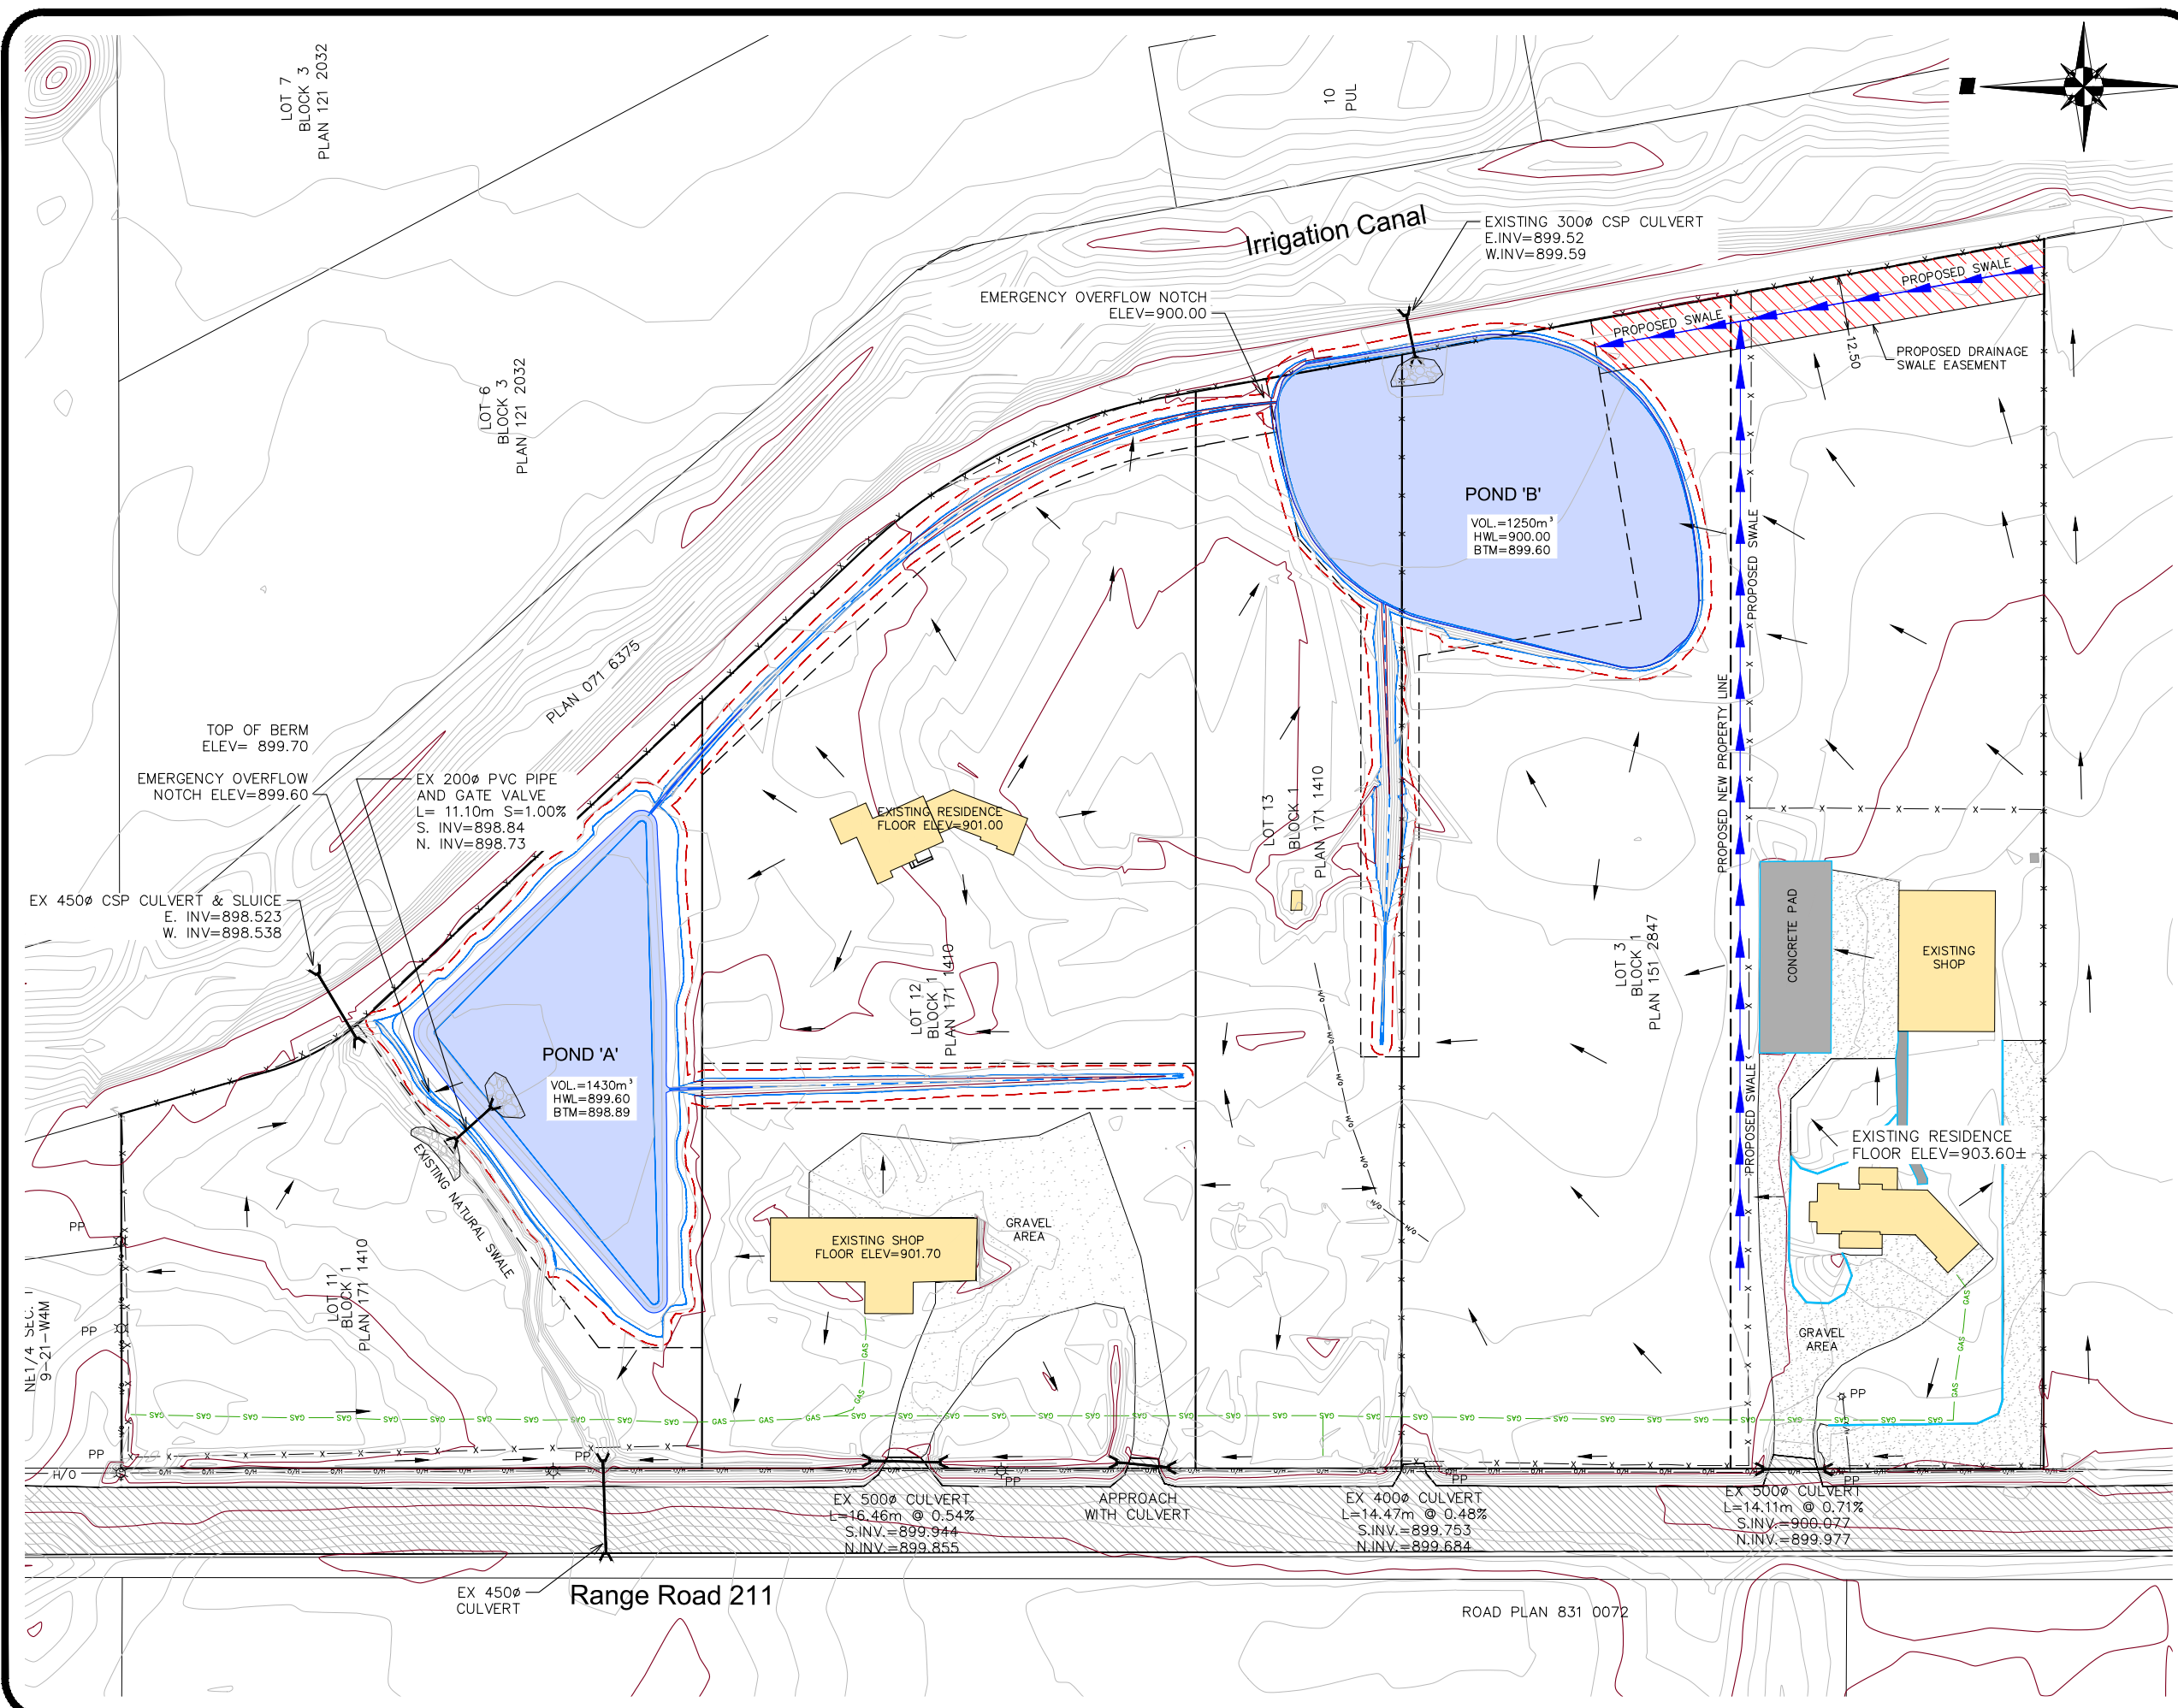 LOT 7
BLOCK 3
PLAN 121 2032
10
PUL
Irrigation Canal
EXISTING 300ø CSP CULVERT
E.INV=899.52
W.INV=899.59
EMERGENCY OVERFLOW NOTCH
ELEV=900.00
PROPOSED SWALE
PROPOSED SWALE
12.50
PROPOSED DRAINAGE
SWALE EASEMENT
LOT 6
BLOCK 3
PLAN 121 2032
POND 'B'
VOL.=1250m³
HWL=900.00
BTM=899.60
PROPOSED SWALE
PLAN 071 6375
PROPOSED NEW PROPERTY LINE
TOP OF BERM
ELEV= 899.70
EMERGENCY OVERFLOW
NOTCH ELEV=899.60
EX 200ø PVC PIPE
AND GATE VALVE
L= 11.10m S=1.00%
S. INV=898.84
N. INV=898.73
EXISTING RESIDENCE
FLOOR ELEV=901.00
LOT 13
BLOCK 1
PLAN 171 1410
EX 450ø CSP CULVERT & SLUICE
E. INV=898.523
W. INV=898.538
LOT 12
BLOCK 1
PLAN 171 1410
LOT 3
BLOCK 1
PLAN 151 2847
CONCRETE PAD
EXISTING
SHOP
POND 'A'
VOL.=1430m³
HWL=899.60
BTM=898.89
PROPOSED SWALE
EXISTING NATURAL SWALE
EXISTING RESIDENCE
FLOOR ELEV=903.60±
GRAVEL
AREA
EXISTING SHOP
FLOOR ELEV=901.70
PP
PP
LOT 11
BLOCK 1
PLAN 171 1410
NE1/4 SEC.
9-21-W4M
GRAVEL
AREA
PP
GAS
GAS
GAS
PP
PP
H/O
PP
PP
PP
EX 500ø CULVERT
L=16.46m @ 0.54%
S.INV.=899.944
N.INV.=899.855
APPROACH
WITH CULVERT
EX 400ø CULVERT
L=14.47m @ 0.48%
S.INV.=899.753
N.INV.=899.684
EX 500ø CULVERT
L=14.11m @ 0.71%
S.INV.=900.077
N.INV.=899.977
EX 450ø
CULVERT
Range Road 211
ROAD PLAN 831 0072